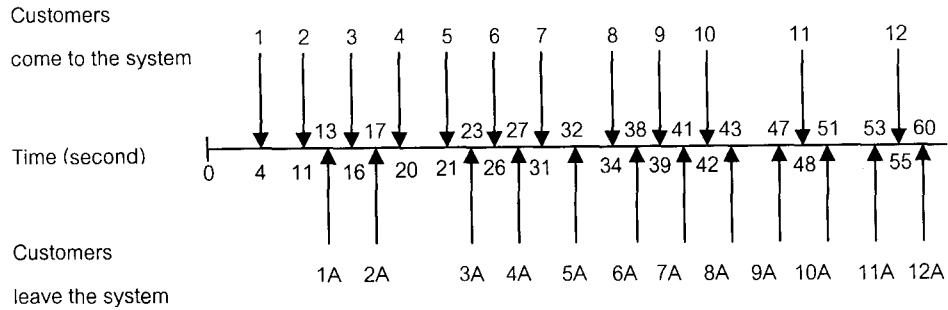 Customers
1 2 3 4 5 6 7 8 9 10 11 12
come to the system
13 17 23 27 32 38 41 43 47 51 53 60
Time (second)
0 4 11 16 20 21 26 31 34 39 42 48 55
Customers
1A 2A 3A 4A 5A 6A 7A 8A 9A 10A 11A 12A
leave the system